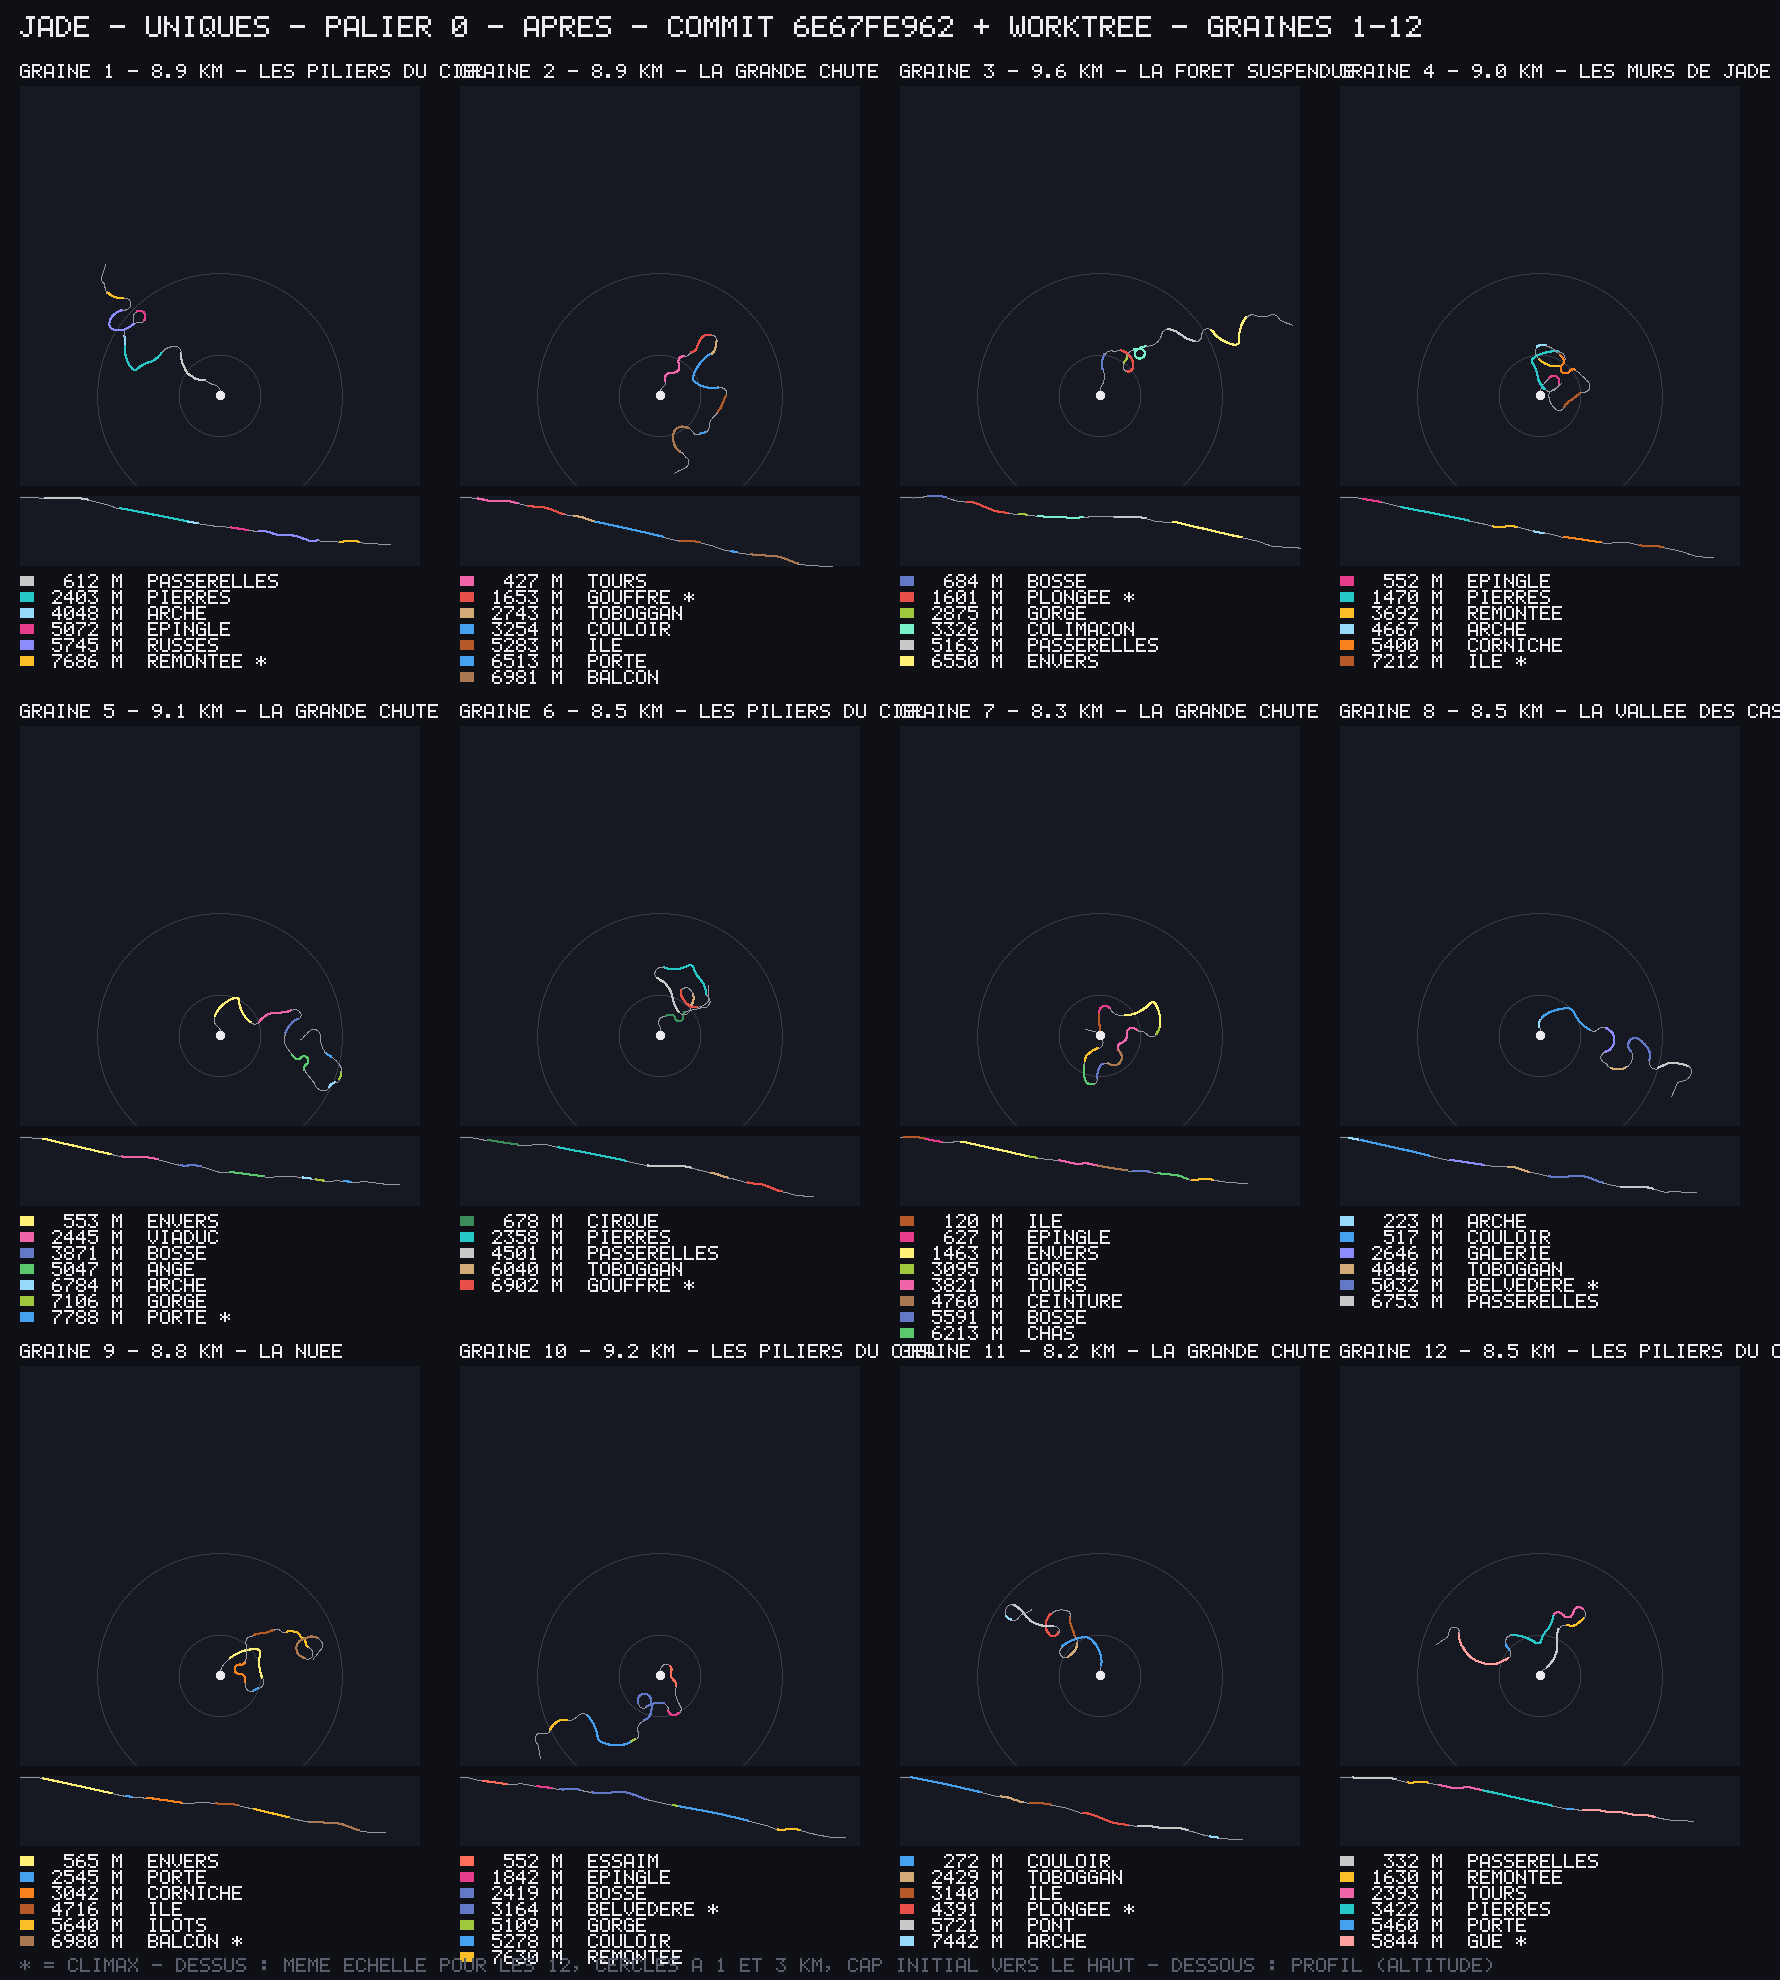 JADE - UNIQUES - PALIER 0 - APRES - COMMIT 6E67FE962 + WORKTREE - GRAINES 1-12
GRAINE 1 - 8.9 KM - LES PILIERS DU CIEL
GRAINE 2 - 8.9 KM - LA GRANDE CHUTE
GRAINE 3 - 9.6 KM - LA FORET SUSPENDUE
GRAINE 4 - 9.0 KM - LES MURS DE JADE
612 M PASSERELLES
2403 M PIERRES
4048 M ARCHE
5072 M EPINGLE
5745 M RUSSES
7686 M REMONTEE *
427 M TOURS
1653 M GOUFFRE *
2743 M TOBOGGAN
3254 M COULOIR
5283 M ILE
6513 M PORTE
6981 M BALCON
684 M BOSSE
1601 M PLONGEE *
2875 M GORGE
3326 M COLIMACON
5163 M PASSERELLES
6550 M ENVERS
552 M EPINGLE
1470 M PIERRES
3692 M REMONTEE
4667 M ARCHE
5400 M CORNICHE
7212 M ILE *
GRAINE 5 - 9.1 KM - LA GRANDE CHUTE
GRAINE 6 - 8.5 KM - LES PILIERS DU CIEL
GRAINE 7 - 8.3 KM - LA GRANDE CHUTE
GRAINE 8 - 8.5 KM - LA VALLEE DES CAS
553 M ENVERS
2445 M VIADUC
3871 M BOSSE
5047 M ANGE
6784 M ARCHE
7106 M GORGE
7788 M PORTE *
678 M CIRQUE
2358 M PIERRES
4501 M PASSERELLES
6040 M TOBOGGAN
6902 M GOUFFRE *
120 M ILE
627 M EPINGLE
1463 M ENVERS
3095 M GORGE
3821 M TOURS
4760 M CEINTURE
5591 M BOSSE
6213 M CHAS
223 M ARCHE
517 M COULOIR
2646 M GALERIE
4046 M TOBOGGAN
5032 M BELVEDERE *
6753 M PASSERELLES
GRAINE 9 - 8.8 KM - LA NUEE
GRAINE 10 - 9.2 KM - LES PILIERS DU CIEL
GRAINE 11 - 8.2 KM - LA GRANDE CHUTE
GRAINE 12 - 8.5 KM - LES PILIERS DU C
565 M ENVERS
2545 M PORTE
3042 M CORNICHE
4716 M ILE
5640 M ILOTS
6980 M BALCON *
552 M ESSAIM
1842 M EPINGLE
2419 M BOSSE
3164 M BELVEDERE *
5109 M GORGE
5278 M COULOIR
7630 M REMONTEE
272 M COULOIR
2429 M TOBOGGAN
3140 M ILE
4391 M PLONGEE *
5721 M PONT
7442 M ARCHE
332 M PASSERELLES
1630 M REMONTEE
2393 M TOURS
3422 M PIERRES
5460 M PORTE
5844 M GUE *
* = CLIMAX - DESSUS : MEME ECHELLE POUR LES 12, CERCLES A 1 ET 3 KM, CAP INITIAL VERS LE HAUT - DESSOUS : PROFIL (ALTITUDE)